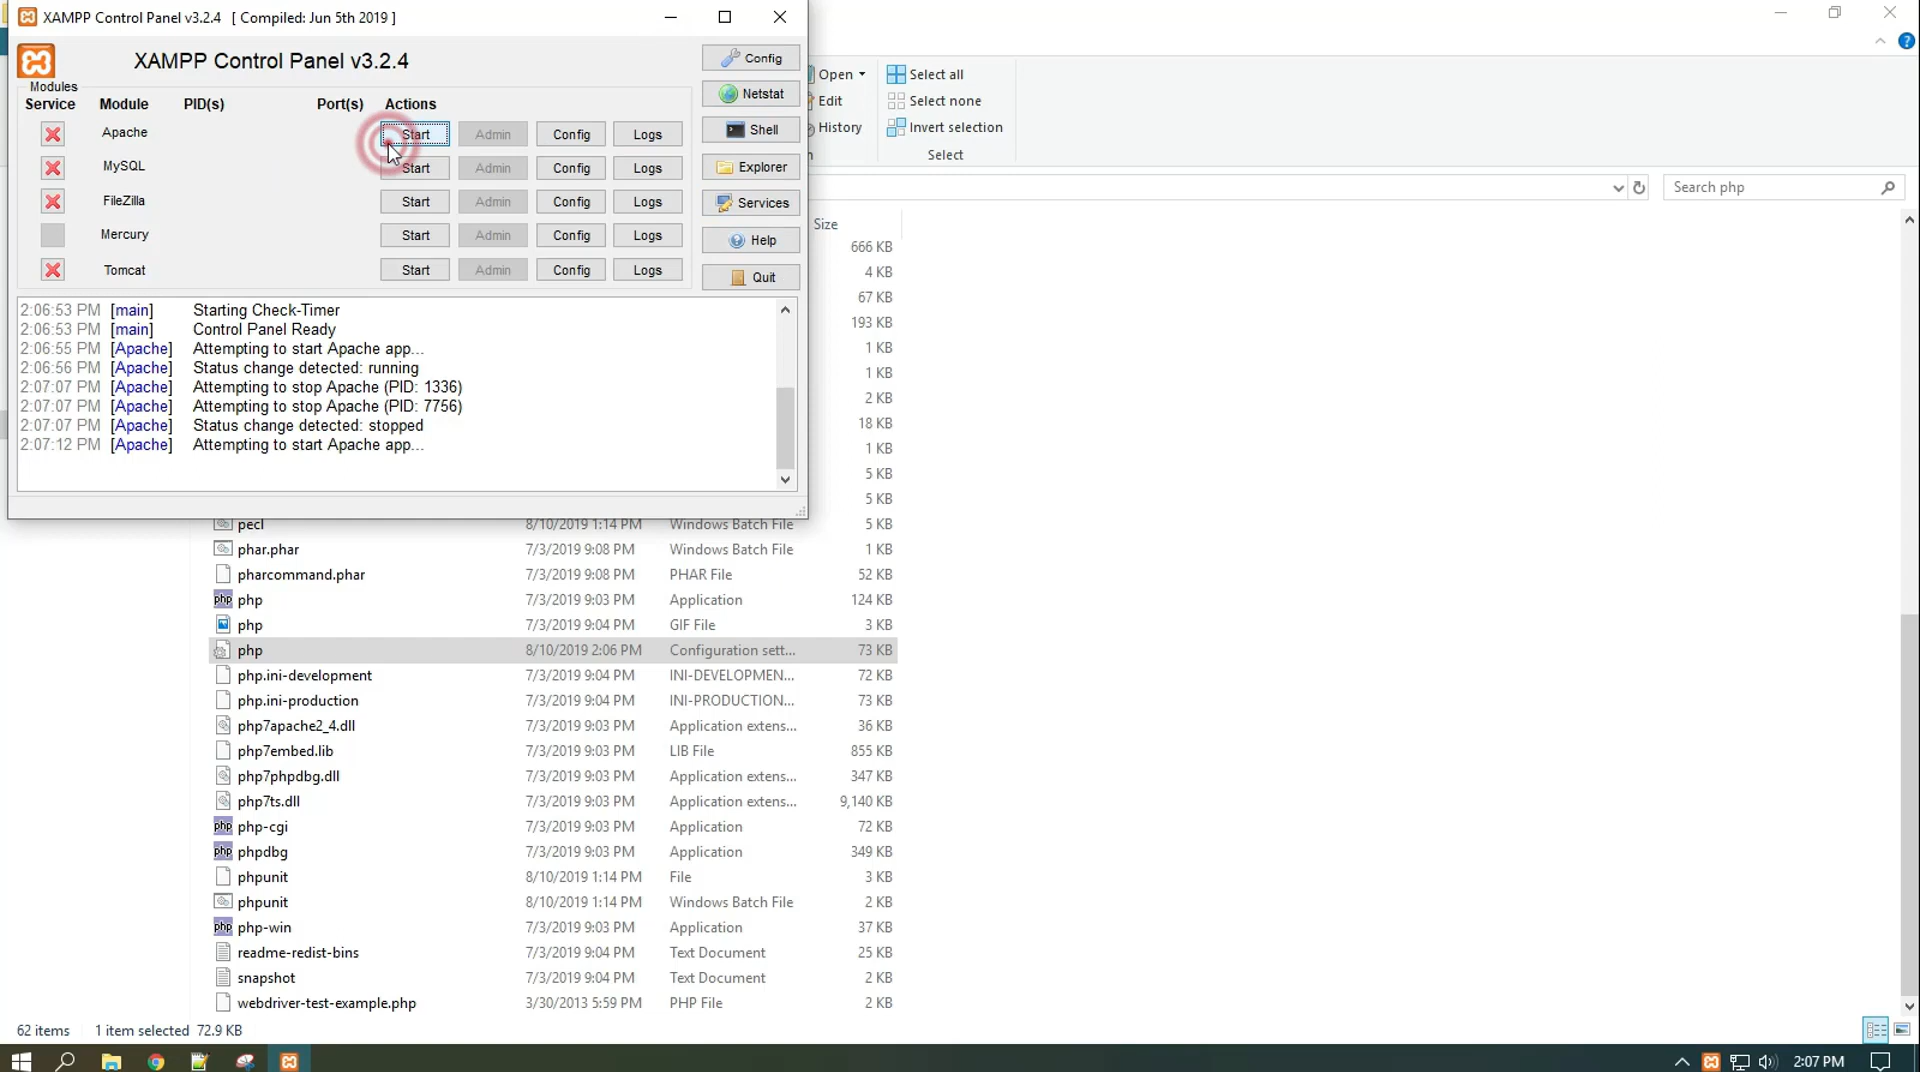 XAMPP Control Panel v3.2.4 [ Compiled: Jun 5th 2019 ]
XAMPP Control Panel v3.2.4
Config
Modules
Service Module PID(s) Port(s) Actions
Netstat
Apache Start Admin Config Logs
Shell
MySQL Start Admin Config Logs
Explorer
FileZilla Start Admin Config Logs
Services
Mercury Start Admin Config Logs
Help
Tomcat Start Admin Config Logs
Quit
2:06:53 PM [main] Starting Check-Timer
2:06:53 PM [main] Control Panel Ready
2:06:55 PM [Apache] Attempting to start Apache app...
2:06:56 PM [Apache] Status change detected: running
2:07:07 PM [Apache] Attempting to stop Apache (PID: 1336)
2:07:07 PM [Apache] Attempting to stop Apache (PID: 7756)
2:07:07 PM [Apache] Status change detected: stopped
2:07:12 PM [Apache] Attempting to start Apache app...
Open Select all
Edit Select none
History Invert selection
Select
Search php
Size
666 KB
4 KB
67 KB
193 KB
1 KB
1 KB
2 KB
18 KB
1 KB
5 KB
5 KB
pecl 8/10/2019 1:14 PM Windows Batch File 5 KB
phar.phar 7/3/2019 9:08 PM Windows Batch File 1 KB
pharcommand.phar 7/3/2019 9:08 PM PHAR File 52 KB
php 7/3/2019 9:03 PM Application 124 KB
php 7/3/2019 9:04 PM GIF File 3 KB
php 8/10/2019 2:06 PM Configuration sett... 73 KB
php.ini-development 7/3/2019 9:04 PM INI-DEVELOPMEN... 72 KB
php.ini-production 7/3/2019 9:04 PM INI-PRODUCTION... 73 KB
php7apache2_4.dll 7/3/2019 9:03 PM Application extens... 36 KB
php7embed.lib 7/3/2019 9:03 PM LIB File 855 KB
php7phpdbg.dll 7/3/2019 9:03 PM Application extens... 347 KB
php7ts.dll 7/3/2019 9:03 PM Application extens... 9,140 KB
php-cgi 7/3/2019 9:03 PM Application 72 KB
phpdbg 7/3/2019 9:03 PM Application 349 KB
phpunit 8/10/2019 1:14 PM File 3 KB
phpunit 8/10/2019 1:14 PM Windows Batch File 2 KB
php-win 7/3/2019 9:03 PM Application 37 KB
readme-redist-bins 7/3/2019 9:04 PM Text Document 25 KB
snapshot 7/3/2019 9:04 PM Text Document 2 KB
webdriver-test-example.php 3/30/2013 5:59 PM PHP File 2 KB
62 items 1 item selected 72.9 KB
2:07 PM